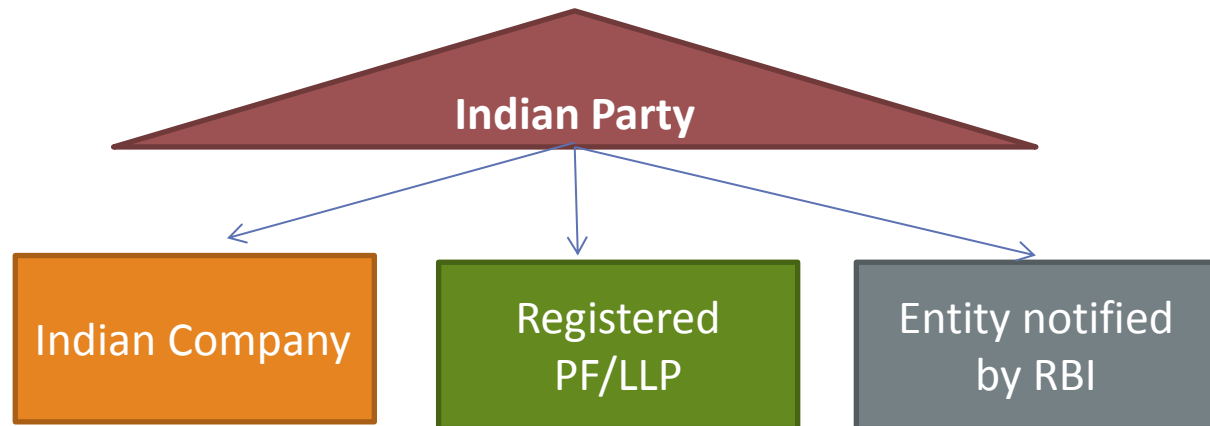 Indian Party
Indian Company
Registered
PF/LLP
Entity notified
by RBI